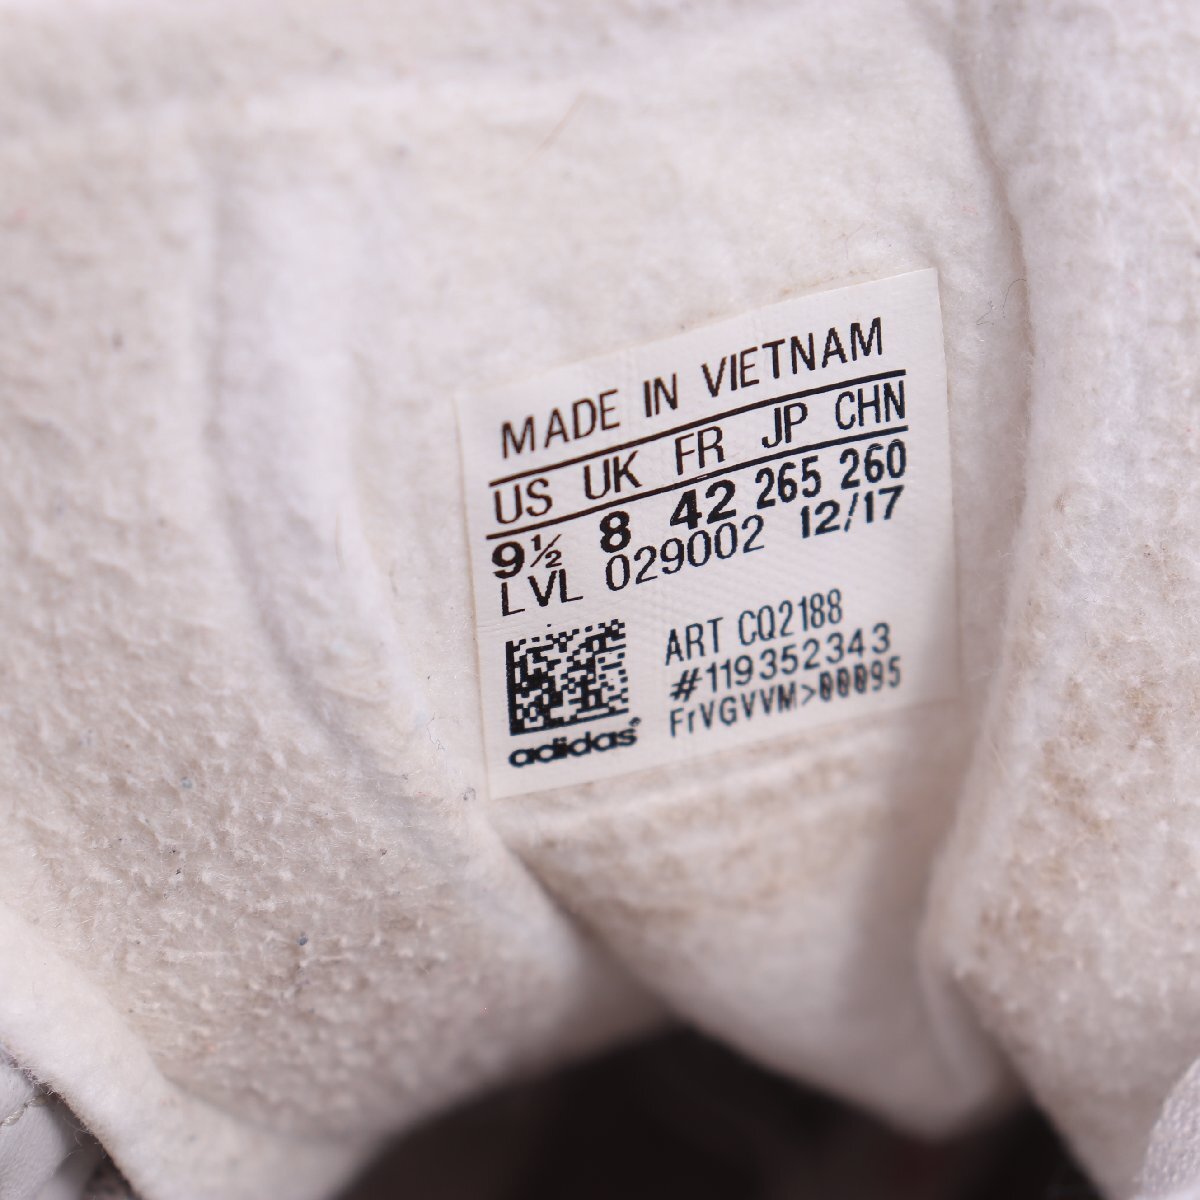 MADE IN VIETNAM
US UK FR JP CHN
9½ 8 42 265 260
LVL 029002 12/17
ART CQ2188
#119352343
FrVGVVM>00095
adidas®